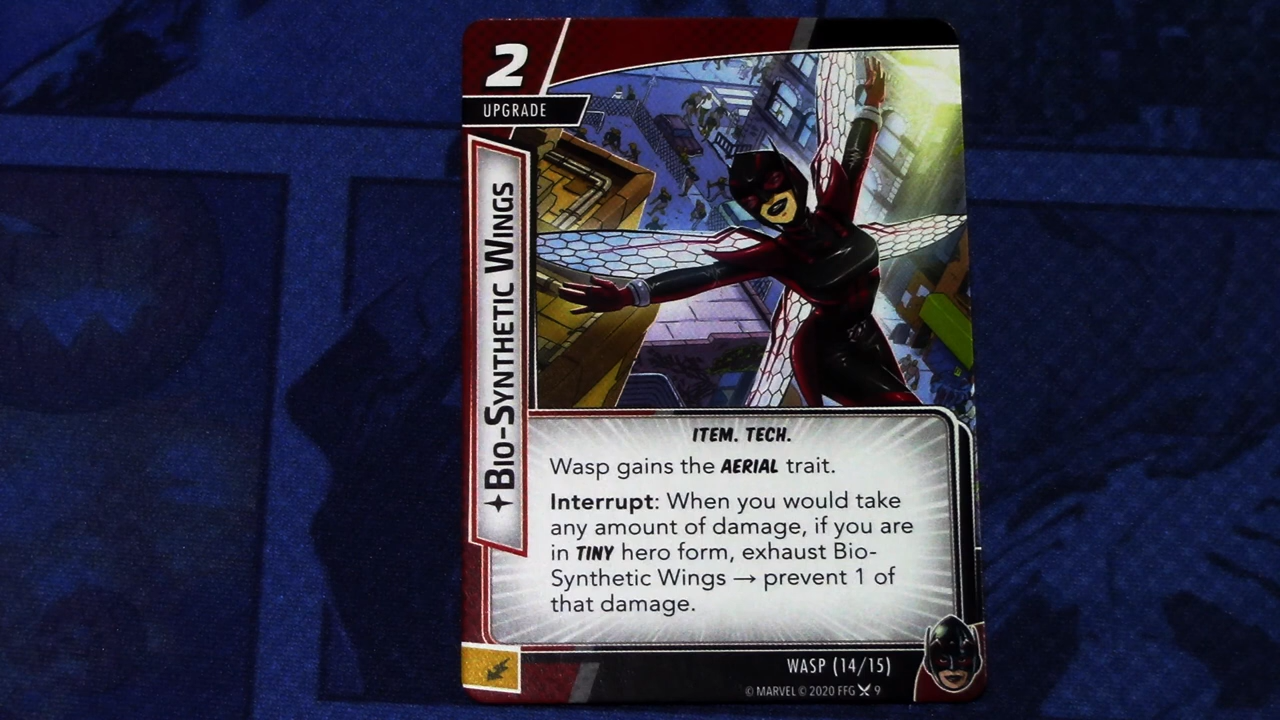 2
UPGRADE
Bio-Synthetic Wings
ITEM. TECH.
Wasp gains the AERIAL trait.
Interrupt: When you would take
any amount of damage, if you are
in TINY hero form, exhaust Bio-
Synthetic Wings → prevent 1 of
that damage.
WASP (14/15)
© MARVEL © 2020 FFG 9